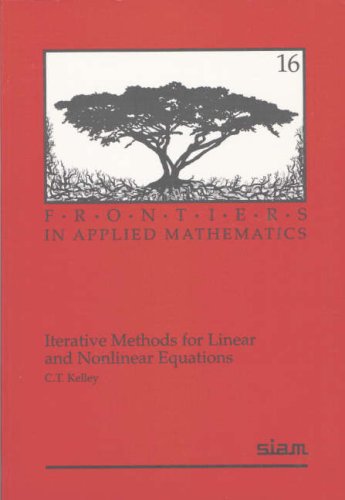 16
F·R·O·N·T·I·E·R·S
IN APPLIED MATHEMATICS
Iterative Methods for Linear
and Nonlinear Equations
C.T. Kelley
siam